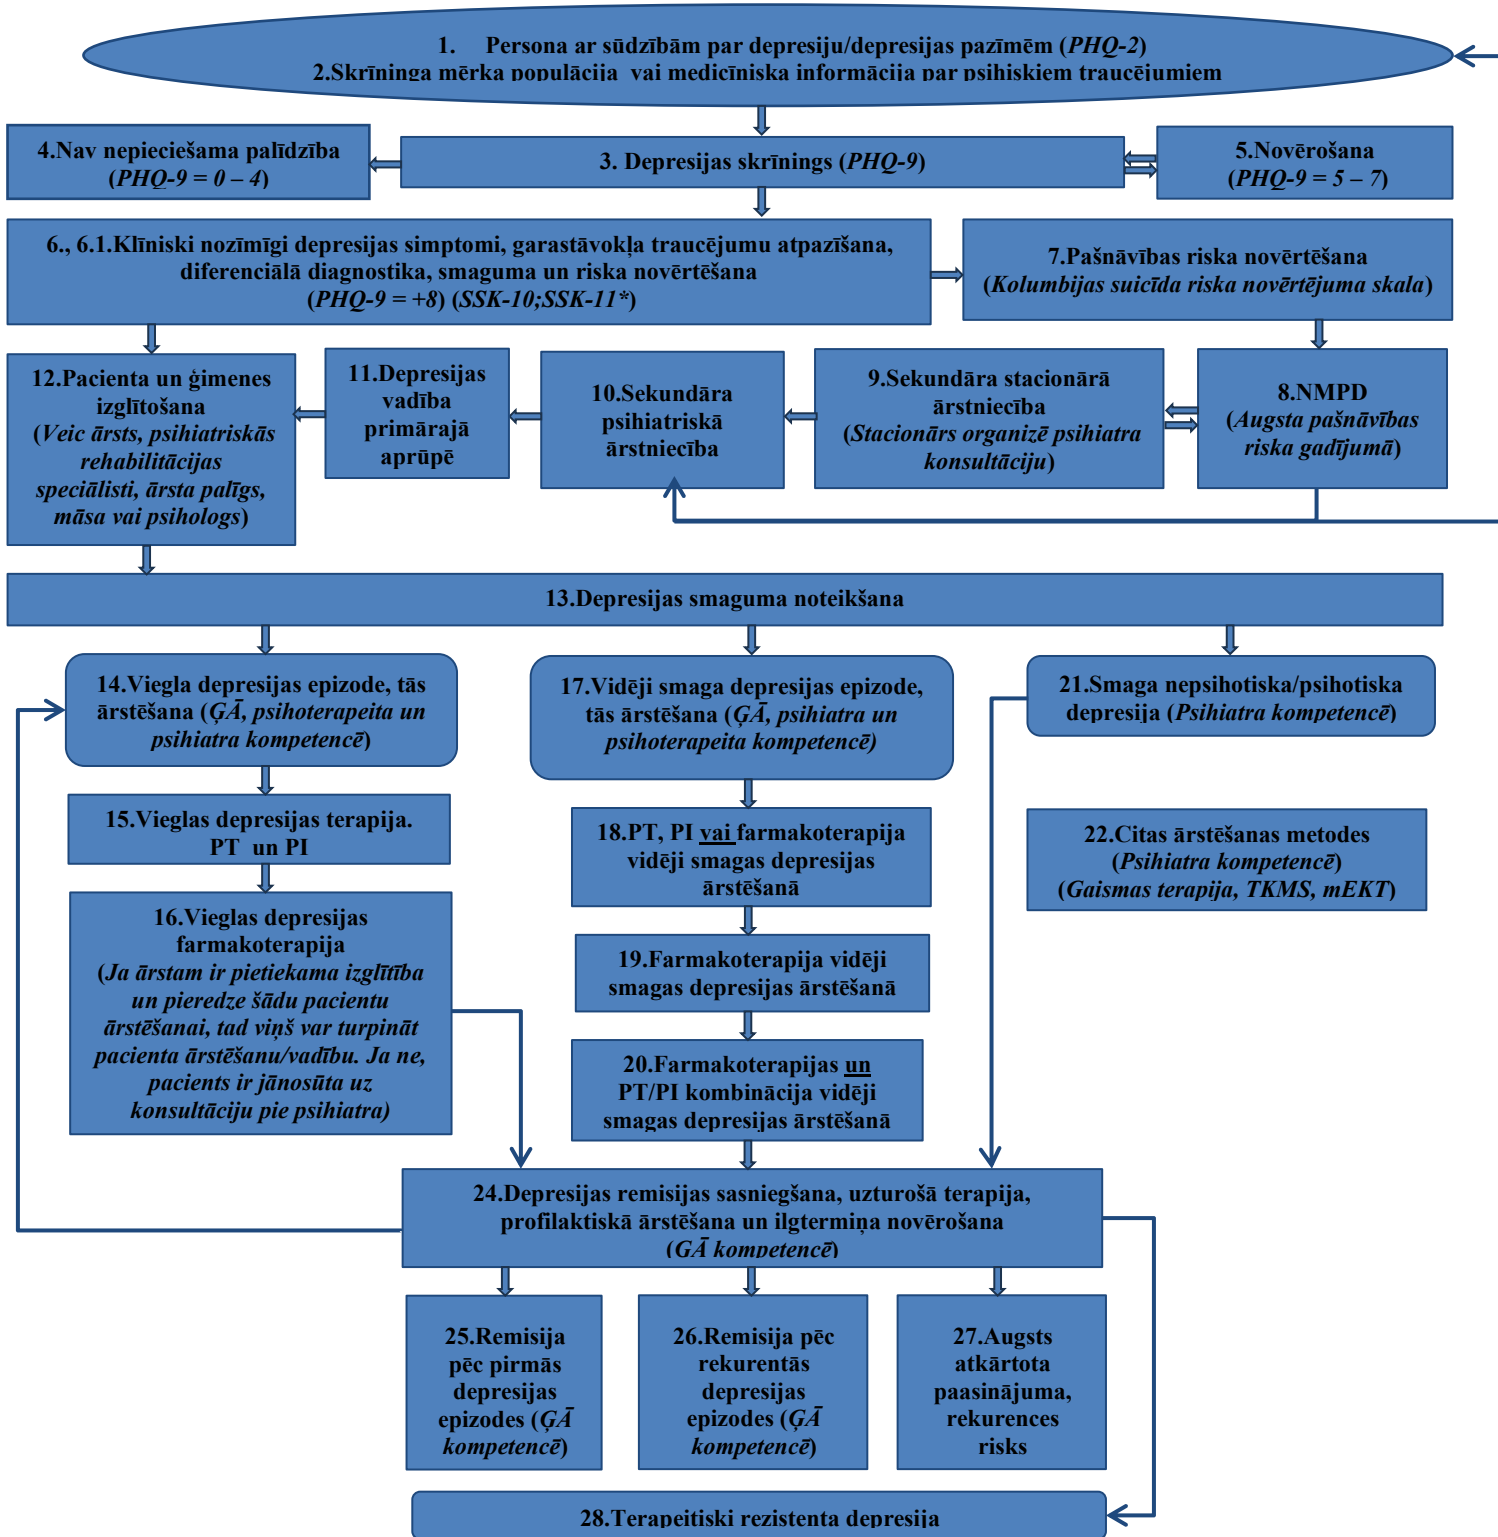 1. Persona ar sūdzībām par depresiju/depresijas pazīmēm (PHQ-2)
2.Skrīninga mērķa populācija vai medicīniska informācija par psihiskiem traucējumiem
4.Nav nepieciešama palīdzība
(PHQ-9 = 0 – 4)
3. Depresijas skrīnings (PHQ-9)
5.Novērošana
(PHQ-9 = 5 – 7)
6., 6.1.Klīniski nozīmīgi depresijas simptomi, garastāvokļa traucējumu atpazīšana,
diferenciālā diagnostika, smaguma un riska novērtēšana
(PHQ-9 = +8) (SSK-10;SSK-11*)
7.Pašnāvības riska novērtēšana
(Kolumbijas suicīda riska novērtējuma skala)
12.Pacienta un ģimenes
izglītošana
(Veic ārsts, psihiatriskās
rehabilitācijas
speciālisti, ārsta palīgs,
māsa vai psihologs)
11.Depresijas
vadība
primārajā
aprūpē
10.Sekundāra
psihiatriskā
ārstniecība
9.Sekundāra stacionārā
ārstniecība
(Stacionārs organizē psihiatra
konsultāciju)
8.NMPD
(Augsta pašnāvības
riska gadījumā)
13.Depresijas smaguma noteikšana
14.Viegla depresijas epizode, tās
ārstēšana (ĢĀ, psihoterapeita un
psihiatra kompetencē)
17.Vidēji smaga depresijas epizode,
tās ārstēšana (ĢĀ, psihiatra un
psihoterapeita kompetencē)
21.Smaga nepsihotiska/psihotiska
depresija (Psihiatra kompetencē)
15.Vieglas depresijas terapija.
PT un PI
18.PT, PI vai farmakoterapija
vidēji smagas depresijas
ārstēšanā
22.Citas ārstēšanas metodes
(Psihiatra kompetencē)
(Gaismas terapija, TKMS, mEKT)
16.Vieglas depresijas
farmakoterapija
(Ja ārstam ir pietiekama izglītība
un pieredze šādu pacientu
ārstēšanai, tad viņš var turpināt
pacienta ārstēšanu/vadību. Ja ne,
pacients ir jānosūta uz
konsultāciju pie psihiatra)
19.Farmakoterapija vidēji
smagas depresijas ārstēšanā
20.Farmakoterapijas un
PT/PI kombinācija vidēji
smagas depresijas ārstēšanā
24.Depresijas remisijas sasniegšana, uzturošā terapija,
profilaktiskā ārstēšana un ilgtermiņa novērošana
(ĢĀ kompetencē)
25.Remisija
pēc pirmās
depresijas
epizodes (ĢĀ
kompetencē)
26.Remisija pēc
rekurentās
depresijas
epizodes (ĢĀ
kompetencē)
27.Augsts
atkārtota
paasinājuma,
rekurences
risks
28.Terapeitiski rezistenta depresija